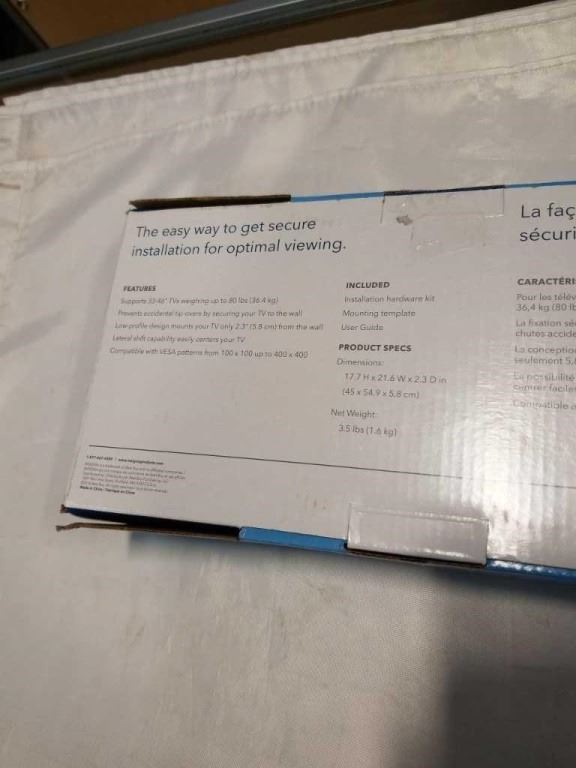 The easy way to get secure
installation for optimal viewing.
FEATURES
Supports 32-46" TVs weighing up to 80 lbs (36.4 kg)
Prevents accidental tip-overs by securing your TV to the wall
Low-profile design mounts your TV only 2.3" (5.8 cm) from the wall
Lateral shift capability easily centers your TV
Compatible with VESA patterns from 100 x 100 up to 400 x 400
INCLUDED
Installation hardware kit
Mounting template
User Guide
PRODUCT SPECS
Dimensions:
17.7 H x 21.6 W x 2.3 D in
(45 x 54.9 x 5.8 cm)
Net Weight:
3.5 lbs (1.6 kg)
La faç
sécuri
CARACTÉRI
Pour les télév
36,4 kg (80 lb
La fixation sé
chutes accide
La conceptio
seulement 5,
La possibilité
centrer facile
Compatible a
Made in China